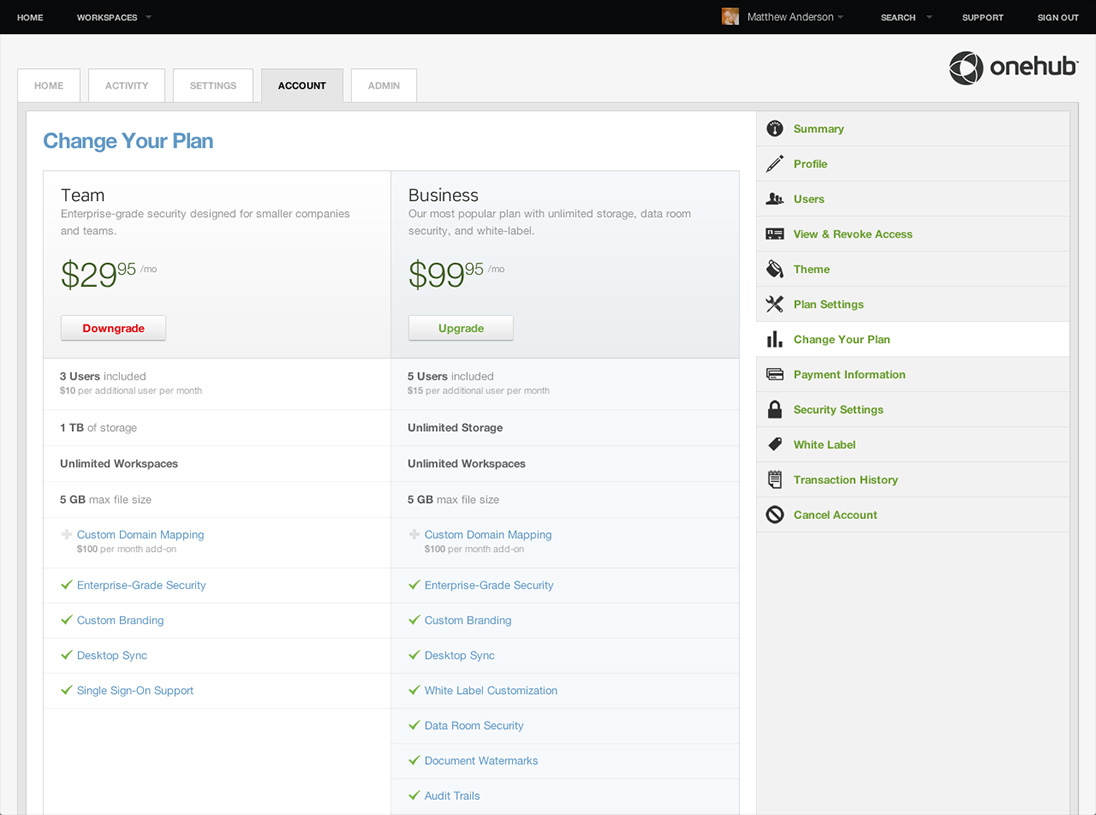 HOME
WORKSPACES
Matthew Anderson
SEARCH
SUPPORT
SIGN OUT
HOME
ACTIVITY
SETTINGS
ACCOUNT
ADMIN
onehub
Change Your Plan
Team
Enterprise-grade security designed for smaller companies
and teams.
$2995 /mo
Downgrade
3 Users included
$10 per additional user per month
1 TB of storage
Unlimited Workspaces
5 GB max file size
Custom Domain Mapping
$100 per month add-on
Enterprise-Grade Security
Custom Branding
Desktop Sync
Single Sign-On Support
Business
Our most popular plan with unlimited storage, data room
security, and white-label.
$9995 /mo
Upgrade
5 Users included
$15 per additional user per month
Unlimited Storage
Unlimited Workspaces
5 GB max file size
Custom Domain Mapping
$100 per month add-on
Enterprise-Grade Security
Custom Branding
Desktop Sync
White Label Customization
Data Room Security
Document Watermarks
Audit Trails
Summary
Profile
Users
View & Revoke Access
Theme
Plan Settings
Change Your Plan
Payment Information
Security Settings
White Label
Transaction History
Cancel Account